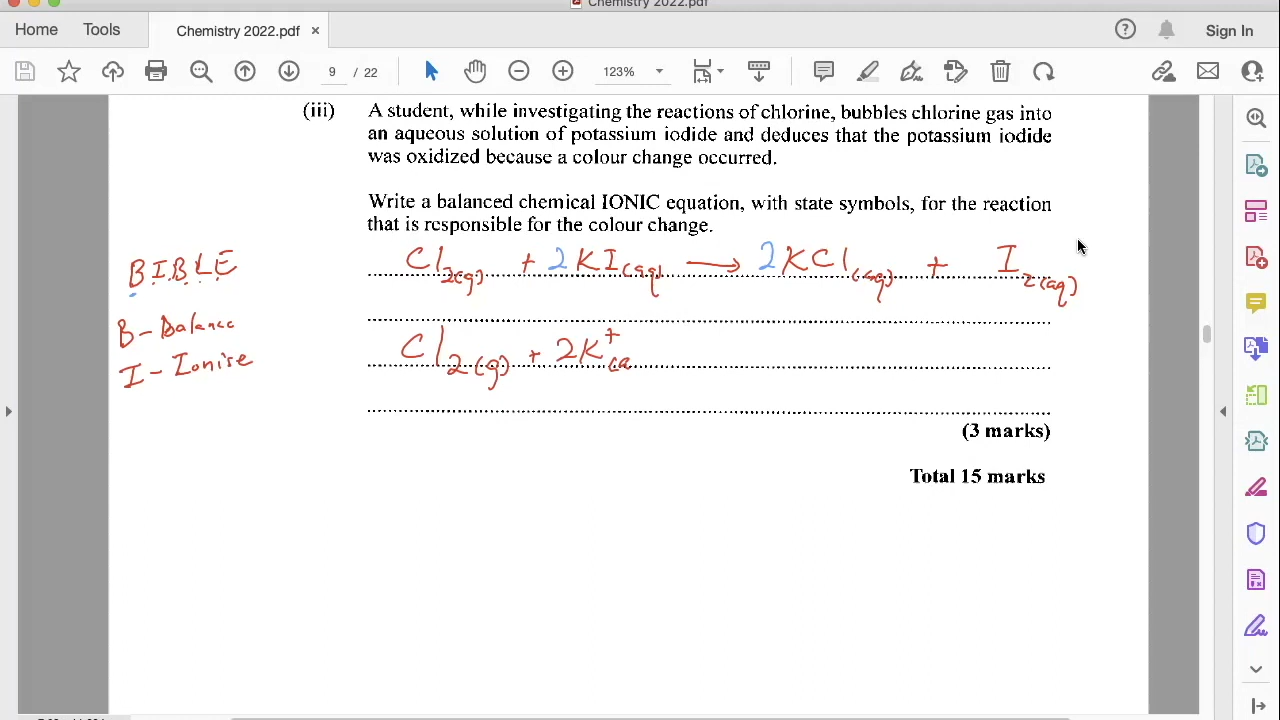 Chemistry 2022.pdf
Home Tools Chemistry 2022.pdf × Sign In
9 / 22 123%
(iii) A student, while investigating the reactions of chlorine, bubbles chlorine gas into
an aqueous solution of potassium iodide and deduces that the potassium iodide
was oxidized because a colour change occurred.
Write a balanced chemical IONIC equation, with state symbols, for the reaction
that is responsible for the colour change.
BIBLE
Cl2(g) + 2KI(aq) → 2KCl(aq) + I2(aq)
B - Balance
I - Ionise
Cl2(g) + 2K+(a
(3 marks)
Total 15 marks